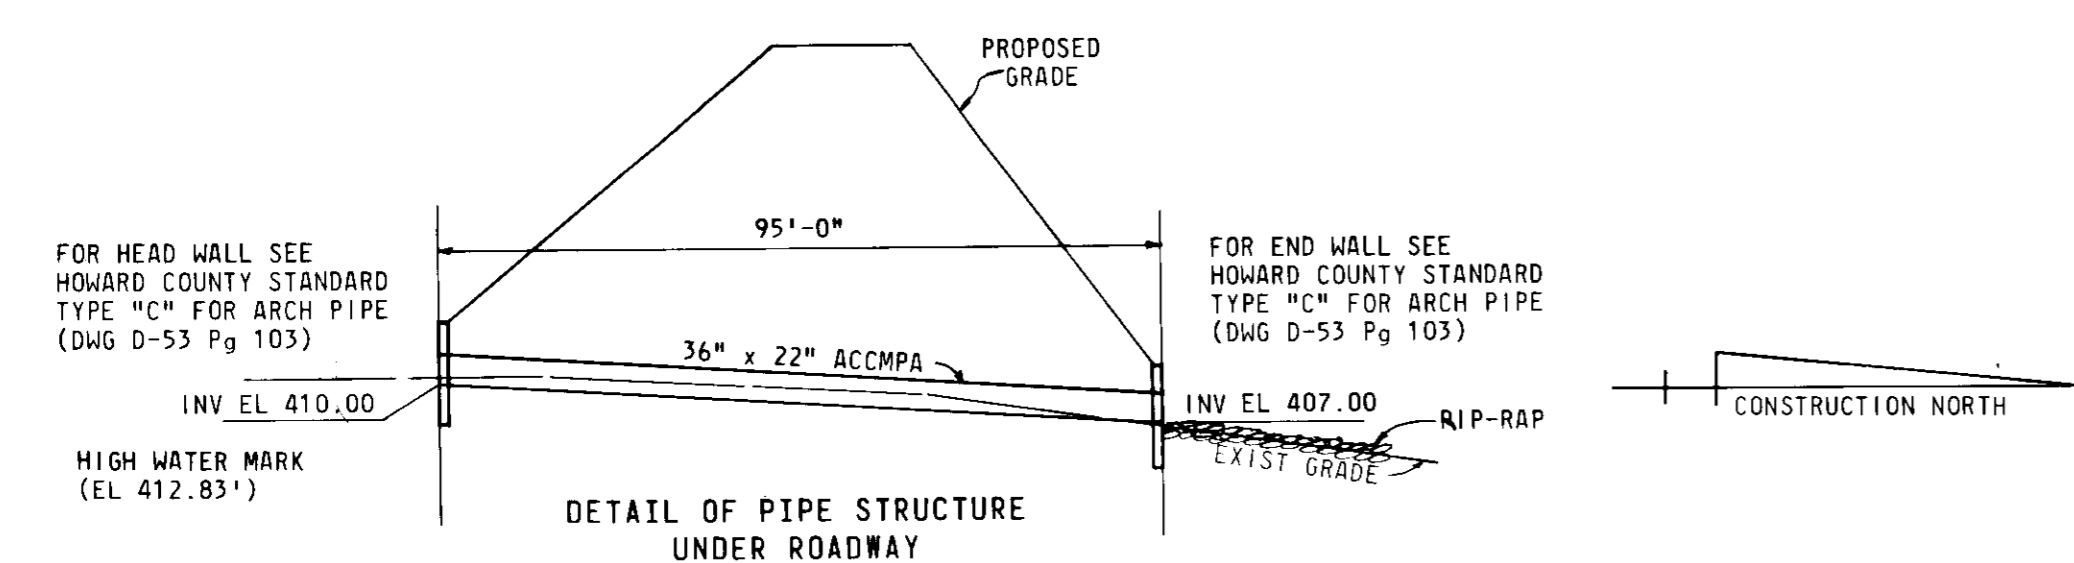 PROPOSED
GRADE
95'-0"
FOR HEAD WALL SEE
HOWARD COUNTY STANDARD
TYPE "C" FOR ARCH PIPE
(DWG D-53 Pg 103)
FOR END WALL SEE
HOWARD COUNTY STANDARD
TYPE "C" FOR ARCH PIPE
(DWG D-53 Pg 103)
36" x 22" ACCMPA
INV EL 410.00
INV EL 407.00
RIP-RAP
EXIST GRADE
CONSTRUCTION NORTH
HIGH WATER MARK
(EL 412.83')
DETAIL OF PIPE STRUCTURE
UNDER ROADWAY